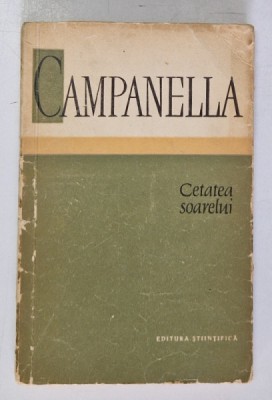 CAMPANELLA
Cetatea
soarelui
EDITURA ȘTIINȚIFICĂ